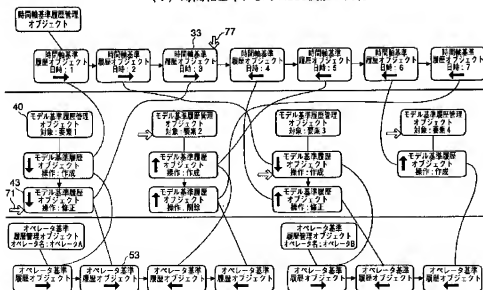 時間軸基準履歴管理
オブジェクト
33
77
時間軸基準
履歴オブジェクト
日時：1
時間軸基準
履歴オブジェクト
日時：2
時間軸基準
履歴オブジェクト
日時：3
時間軸基準
履歴オブジェクト
日時：4
時間軸基準
履歴オブジェクト
日時：5
時間軸基準
履歴オブジェクト
日時：6
時間軸基準
履歴オブジェクト
日時：7
40
モデル基準履歴管理
オブジェクト
対象：要素1
モデル基準履歴管理
オブジェクト
対象：要素2
モデル基準履歴管理
オブジェクト
対象：要素3
モデル基準履歴管理
オブジェクト
対象：要素4
モデル基準履歴
オブジェクト
操作：作成
モデル基準履歴
オブジェクト
操作：作成
モデル基準履歴
オブジェクト
操作：作成
モデル基準履歴
オブジェクト
操作：作成
43
71
モデル基準履歴
オブジェクト
操作：修正
モデル基準履歴
オブジェクト
操作：削除
モデル基準履歴
オブジェクト
操作：修正
オペレータ基準
履歴管理オブジェクト
オペレータ名：オペレータA
オペレータ基準
履歴管理オブジェクト
オペレータ名：オペレータB
53
オペレータ基準
履歴オブジェクト
オペレータ基準
履歴オブジェクト
オペレータ基準
履歴オブジェクト
オペレータ基準
履歴オブジェクト
オペレータ基準
履歴オブジェクト
オペレータ基準
履歴オブジェクト
オペレータ基準
履歴オブジェクト